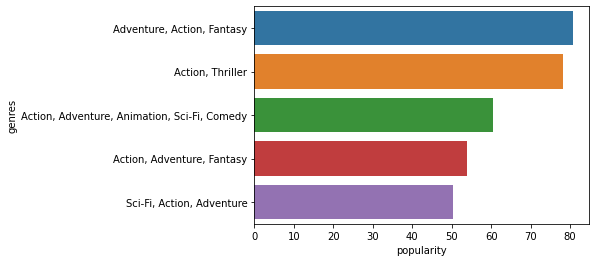 Adventure, Action, Fantasy
Action, Thriller
Action, Adventure, Animation, Sci-Fi, Comedy
Action, Adventure, Fantasy
Sci-Fi, Action, Adventure
genres
0 10 20 30 40 50 60 70 80
popularity